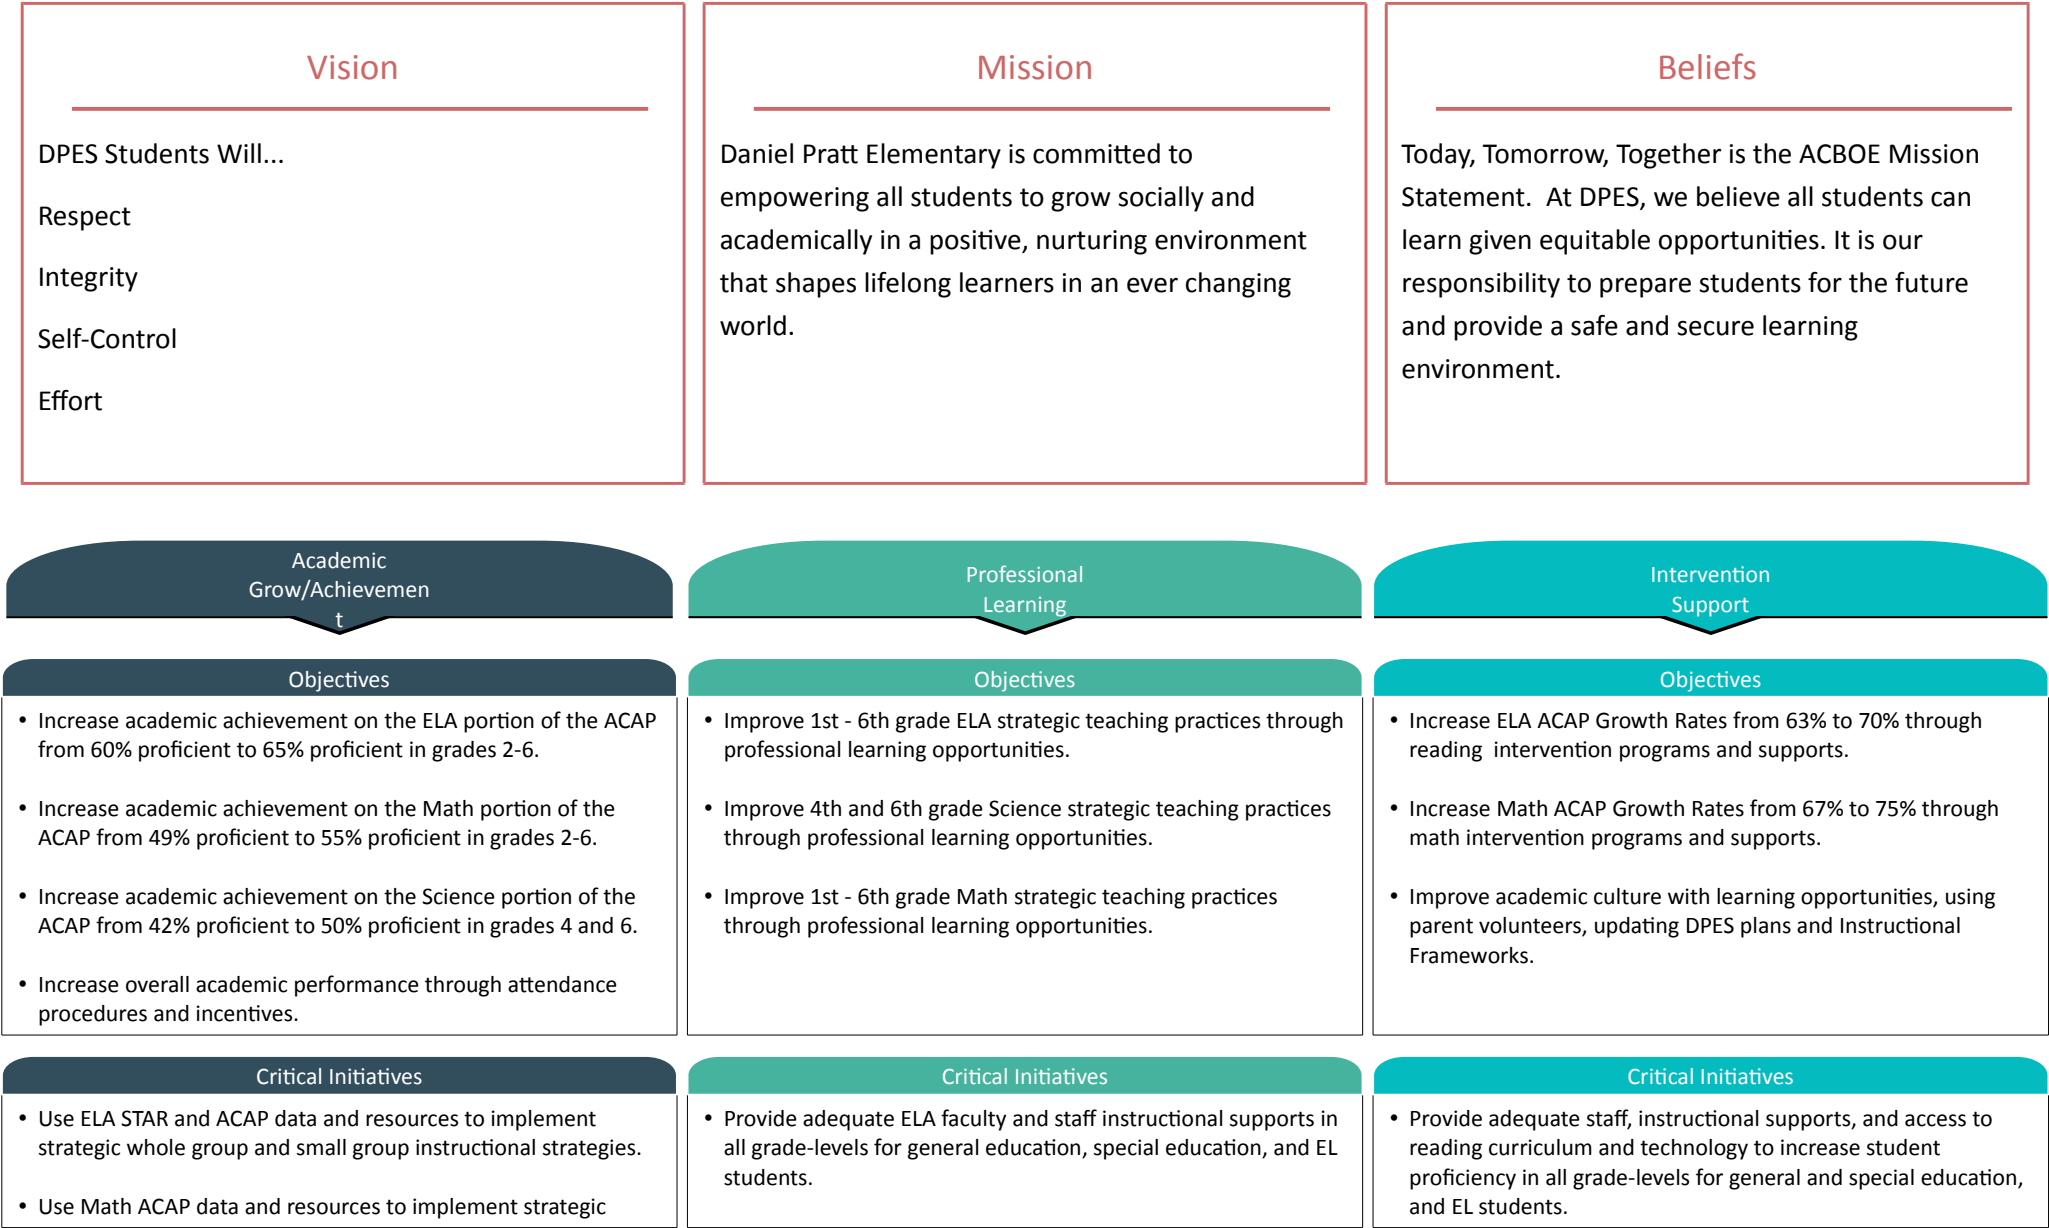 Vision
DPES Students Will...
Respect
Integrity
Self-Control
Effort
Mission
Daniel Pratt Elementary is committed to
empowering all students to grow socially and
academically in a positive, nurturing environment
that shapes lifelong learners in an ever changing
world.
Beliefs
Today, Tomorrow, Together is the ACBOE Mission
Statement.  At DPES, we believe all students can
learn given equitable opportunities. It is our
responsibility to prepare students for the future
and provide a safe and secure learning
environment.
Academic
Grow/Achievemen
t
Objectives
• Increase academic achievement on the ELA portion of the ACAP
from 60% proficient to 65% proficient in grades 2-6.
• Increase academic achievement on the Math portion of the
ACAP from 49% proficient to 55% proficient in grades 2-6.
• Increase academic achievement on the Science portion of the
ACAP from 42% proficient to 50% proficient in grades 4 and 6.
• Increase overall academic performance through attendance
procedures and incentives.
Critical Initiatives
• Use ELA STAR and ACAP data and resources to implement
strategic whole group and small group instructional strategies.
• Use Math ACAP data and resources to implement strategic
Professional
Learning
Objectives
• Improve 1st - 6th grade ELA strategic teaching practices through
professional learning opportunities.
• Improve 4th and 6th grade Science strategic teaching practices
through professional learning opportunities.
• Improve 1st - 6th grade Math strategic teaching practices
through professional learning opportunities.
Critical Initiatives
• Provide adequate ELA faculty and staff instructional supports in
all grade-levels for general education, special education, and EL
students.
Intervention
Support
Objectives
• Increase ELA ACAP Growth Rates from 63% to 70% through
reading  intervention programs and supports.
• Increase Math ACAP Growth Rates from 67% to 75% through
math intervention programs and supports.
• Improve academic culture with learning opportunities, using
parent volunteers, updating DPES plans and Instructional
Frameworks.
Critical Initiatives
• Provide adequate staff, instructional supports, and access to
reading curriculum and technology to increase student
proficiency in all grade-levels for general and special education,
and EL students.